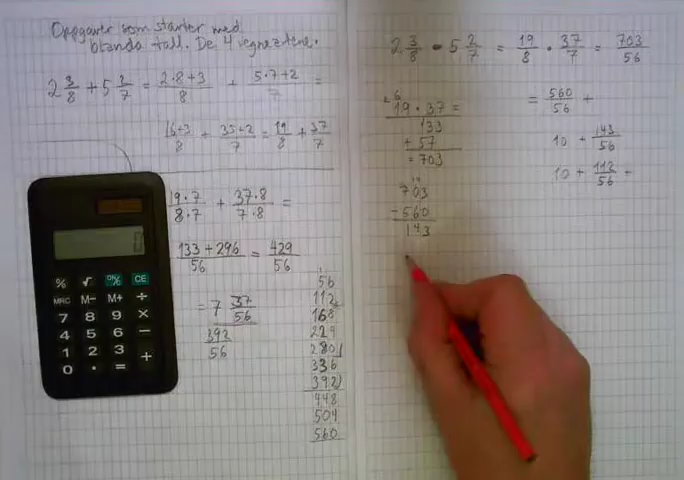 Oppgaver som starter med
blanda tall. De 4 regneartene.
2 3/8 + 5 2/7 = 2·8+3/8 + 5·7+2/7 =
16+3/8 + 35+2/7 = 19/8 + 37/7
19·7/8·7 + 37·8/7·8 =
133+296/56 = 429/56
= 7 37/56
392/56
56
112
168
224
280
336
392
448
504
560
0
% √ CE
MRC M- M+ ÷
7 8 9 ×
4 5 6 −
1 2 3 +
0 · =
2 3/8 · 5 2/7 = 19/8 · 37/7 = 703/56
= 560/56 +
10 + 143/56
10 + 112/56 -
19·37=
133
+57
=703
703
-560
143